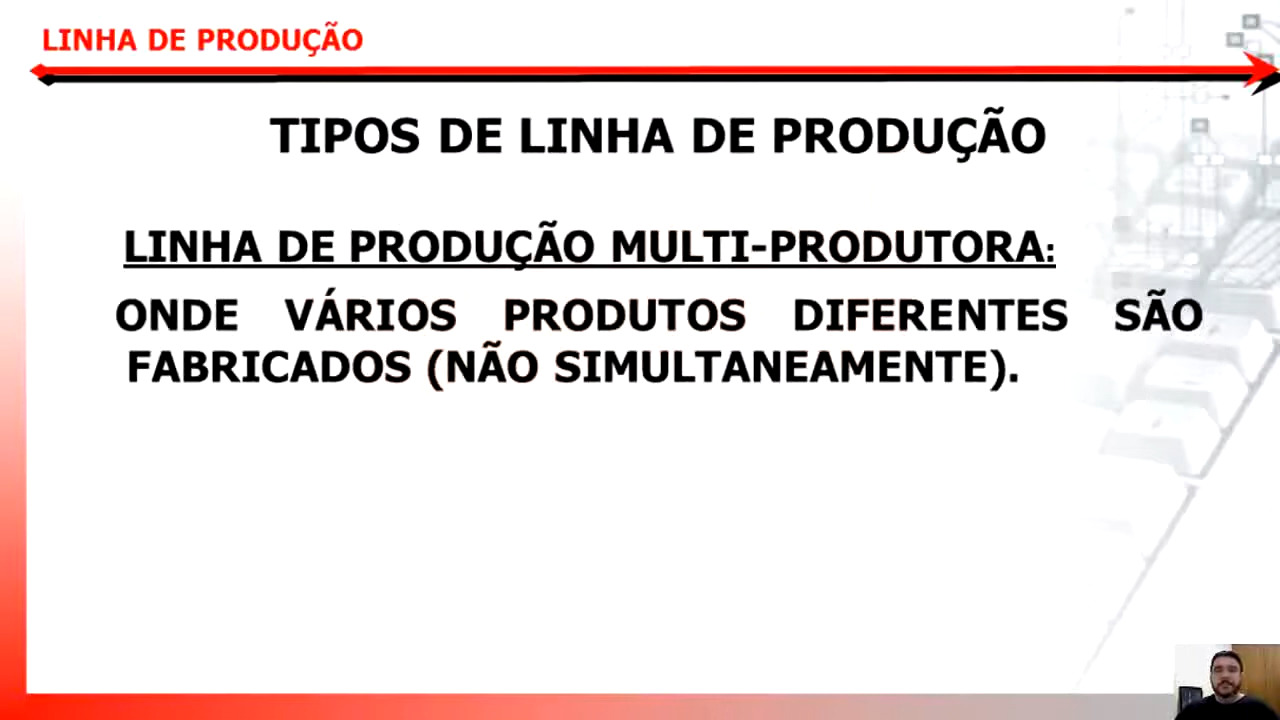 LINHA DE PRODUÇÃO
TIPOS DE LINHA DE PRODUÇÃO
LINHA DE PRODUÇÃO MULTI-PRODUTORA:
ONDE VÁRIOS PRODUTOS DIFERENTES SÃO
FABRICADOS (NÃO SIMULTANEAMENTE).